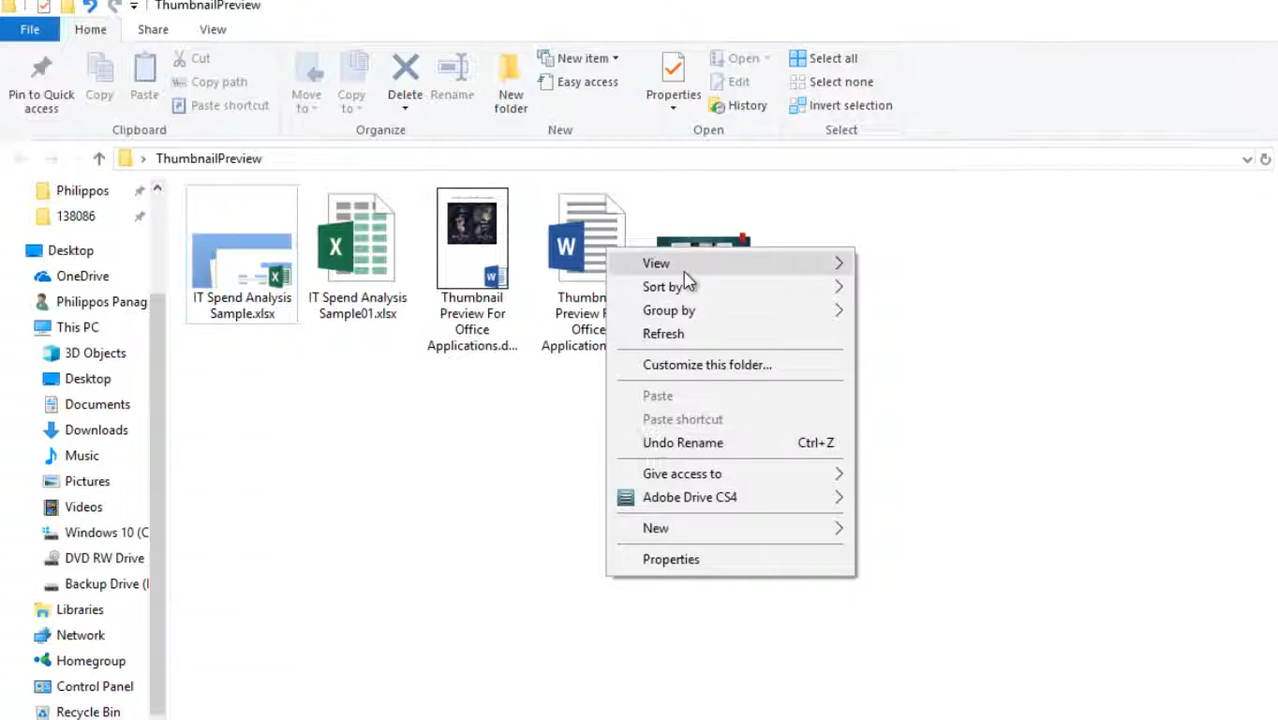 ThumbnailPreview
File Home Share View
Pin to Quick
access
Copy
Paste
Cut
Copy path
Paste shortcut
Clipboard
Move
to
Copy
to
Delete
Rename
Organize
New
folder
New item
Easy access
New
Properties
Open
Edit
History
Open
Select all
Select none
Invert selection
Select
ThumbnailPreview
Philippos
138086
Desktop
OneDrive
Philippos Panag
This PC
3D Objects
Desktop
Documents
Downloads
Music
Pictures
Videos
Windows 10 (C
DVD RW Drive
Backup Drive (
Libraries
Network
Homegroup
Control Panel
Recycle Bin
IT Spend Analysis
Sample.xlsx
X
IT Spend Analysis
Sample01.xlsx
Thumbnail
Preview For
Office
Applications.d...
W
Thumbn
Preview F
Office
Application
View
Sort by
Group by
Refresh
Customize this folder...
Paste
Paste shortcut
Undo Rename Ctrl+Z
Give access to
Adobe Drive CS4
New
Properties